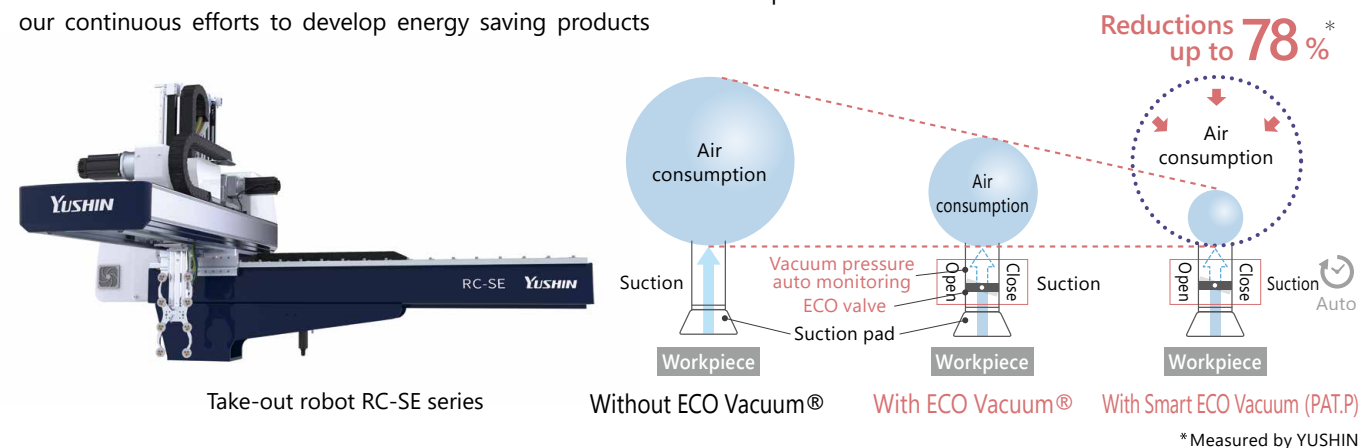 our continuous efforts to develop energy saving products
Reductions
up to 78 %*
YUSHIN
RC-SE YUSHIN
Take-out robot RC-SE series
Air
consumption
Suction
Suction pad
Workpiece
Without ECO Vacuum®
Air
consumption
Vacuum pressure
auto monitoring
ECO valve
Open
Close
Suction
Workpiece
With ECO Vacuum®
Air
consumption
Open
Close
Suction
Auto
Workpiece
With Smart ECO Vacuum (PAT.P)
*Measured by YUSHIN